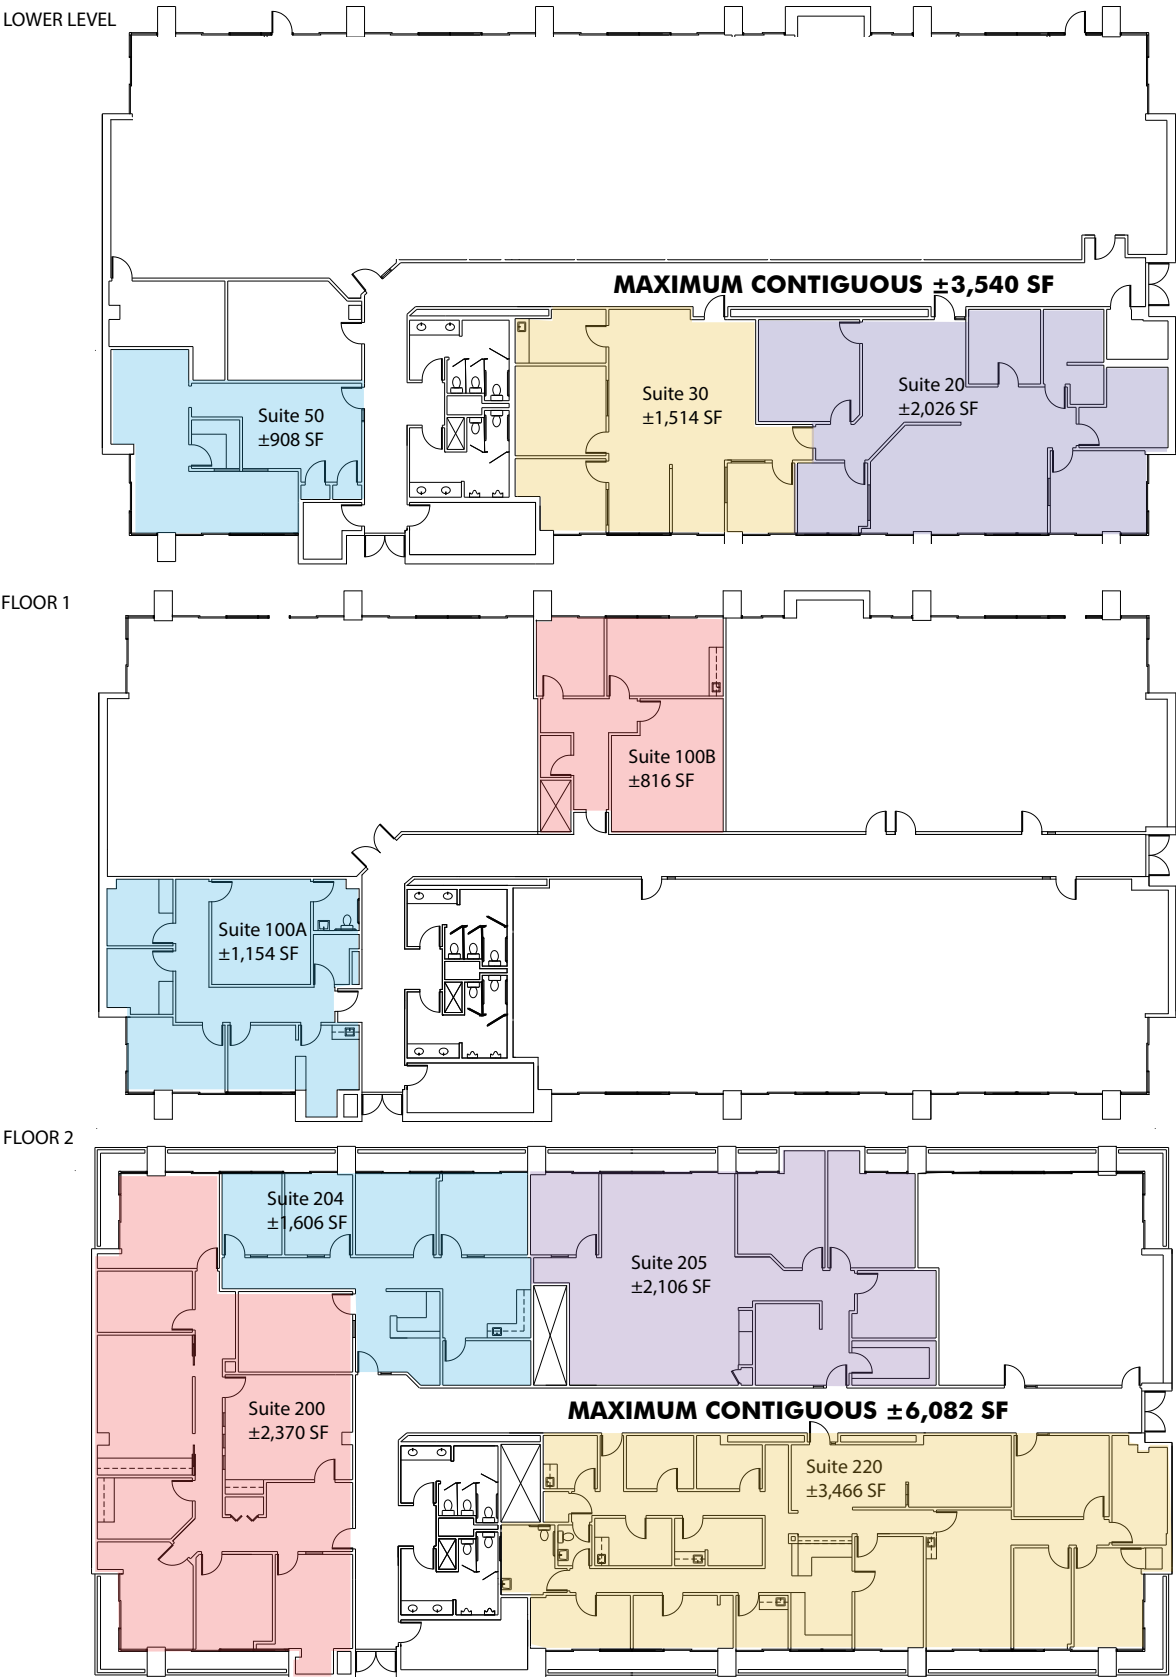 LOWER LEVEL
MAXIMUM CONTIGUOUS ±3,540 SF
Suite 50
±908 SF
Suite 30
±1,514 SF
Suite 20
±2,026 SF
FLOOR 1
Suite 100B
±816 SF
Suite 100A
±1,154 SF
FLOOR 2
Suite 204
±1,606 SF
Suite 205
±2,106 SF
Suite 200
±2,370 SF
MAXIMUM CONTIGUOUS ±6,082 SF
Suite 220
±3,466 SF